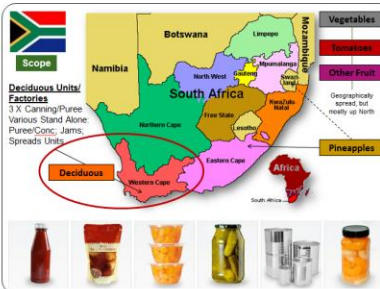 Scope
Deciduous Units/
Factories
3 X Canning/Puree
Various Stand Alone:
Puree/Conc; Jams;
Spreads Units
Deciduous
Botswana
Namibia
Mozambique
Limpopo
Mpumalanga
North West
Gauteng
Swazi-
land
South Africa
Free State
KwaZulu
Natal
Lesotho
Northern Cape
Eastern Cape
Western Cape
Vegetables
Tomatoes
Other Fruit
Geographically
spread, but
mostly up North
Pineapples
Africa
South Africa